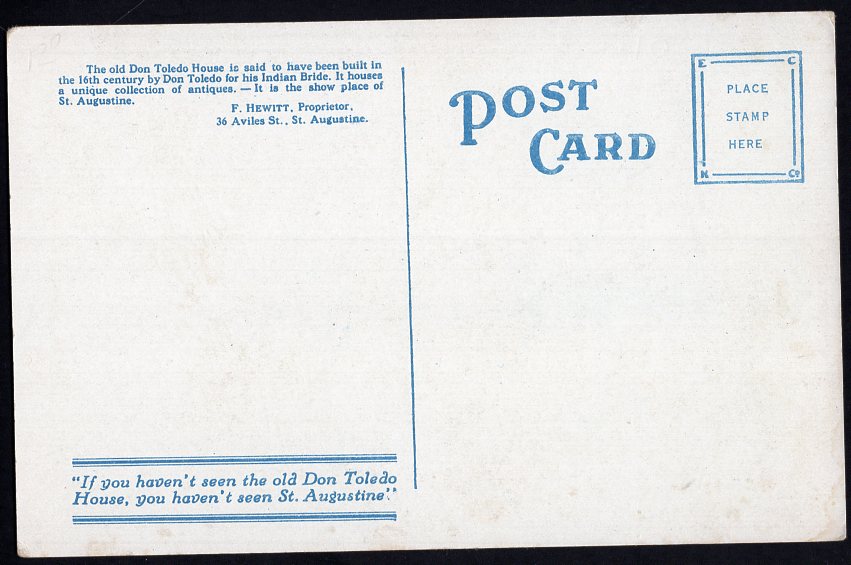 The old Don Toledo House is said to have been built in
the 16th century by Don Toledo for his Indian Bride. It houses
a unique collection of antiques. — It is the show place of
St. Augustine.
F. HEWITT, Proprietor,
36 Aviles St., St. Augustine.
POST
CARD
E C
PLACE
STAMP
HERE
K Co
"If you haven't seen the old Don Toledo
House, you haven't seen St. Augustine."